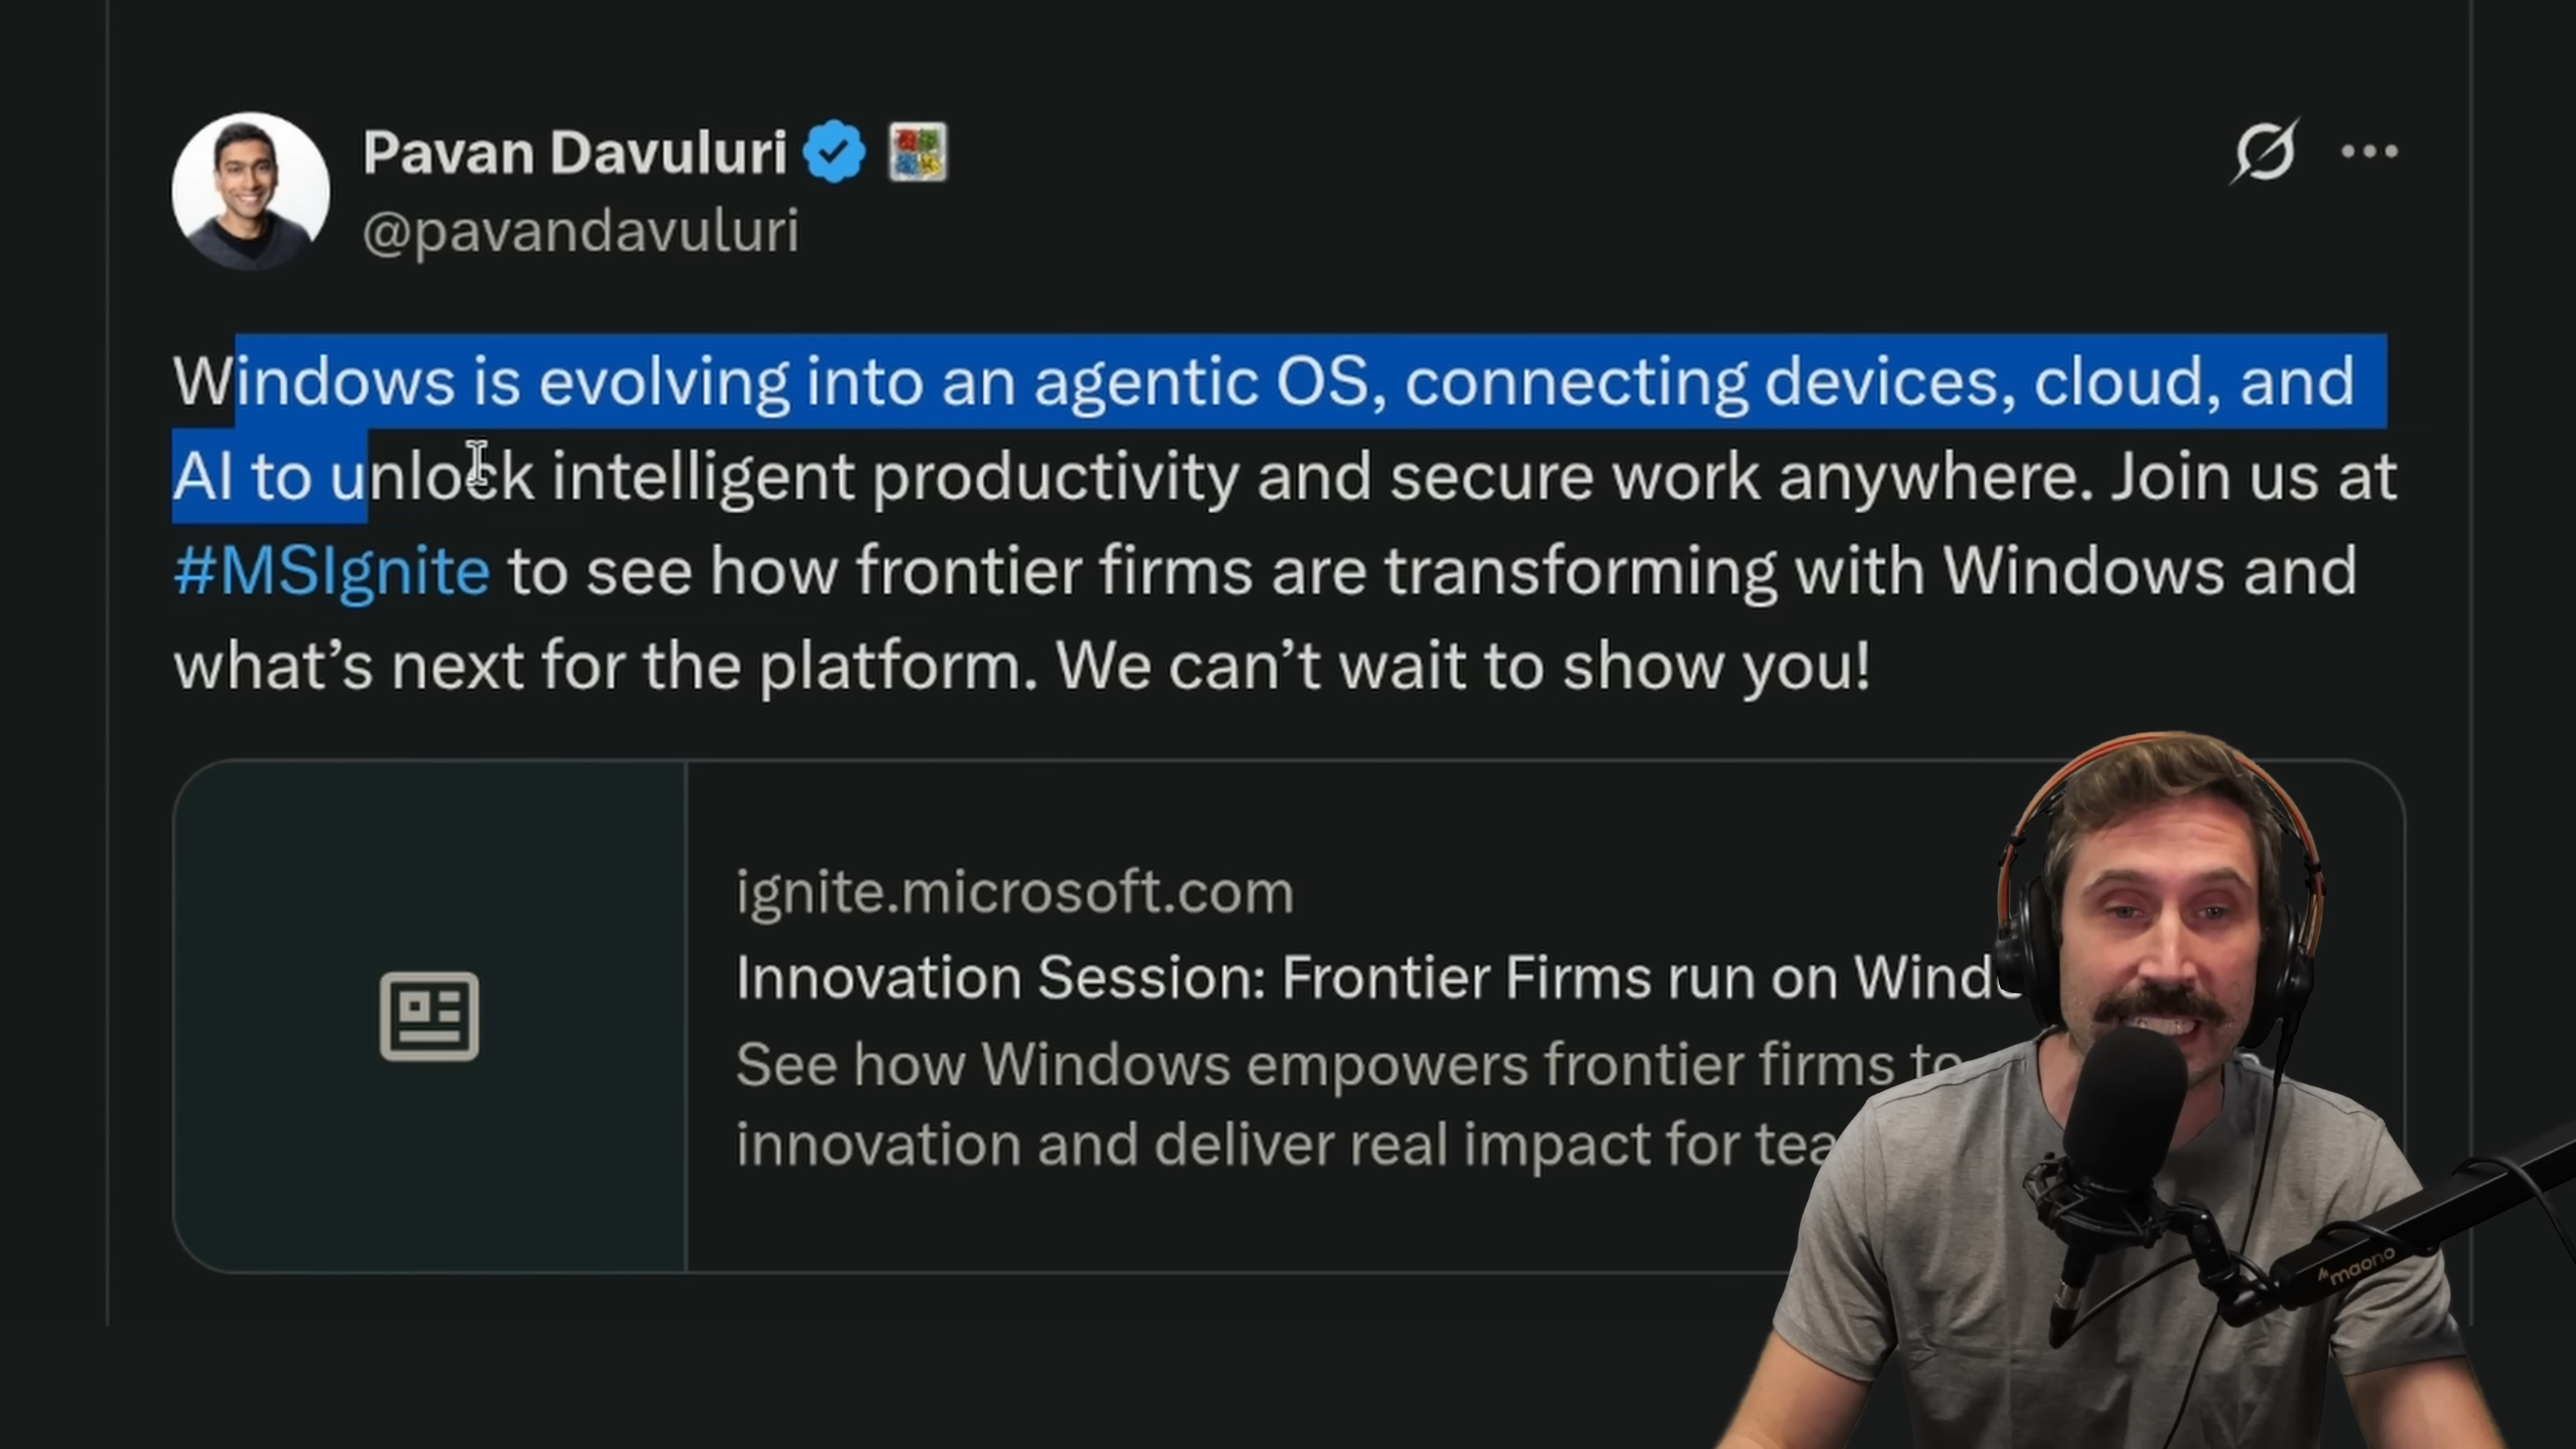 Pavan Davuluri
@pavandavuluri
Windows is evolving into an agentic OS, connecting devices, cloud, and
AI to unlock intelligent productivity and secure work anywhere. Join us at
#MSIgnite to see how frontier firms are transforming with Windows and
what’s next for the platform. We can’t wait to show you!
ignite.microsoft.com
Innovation Session: Frontier Firms run on
See how Windows empowers frontier firms to
innovation and deliver real impact for
maono